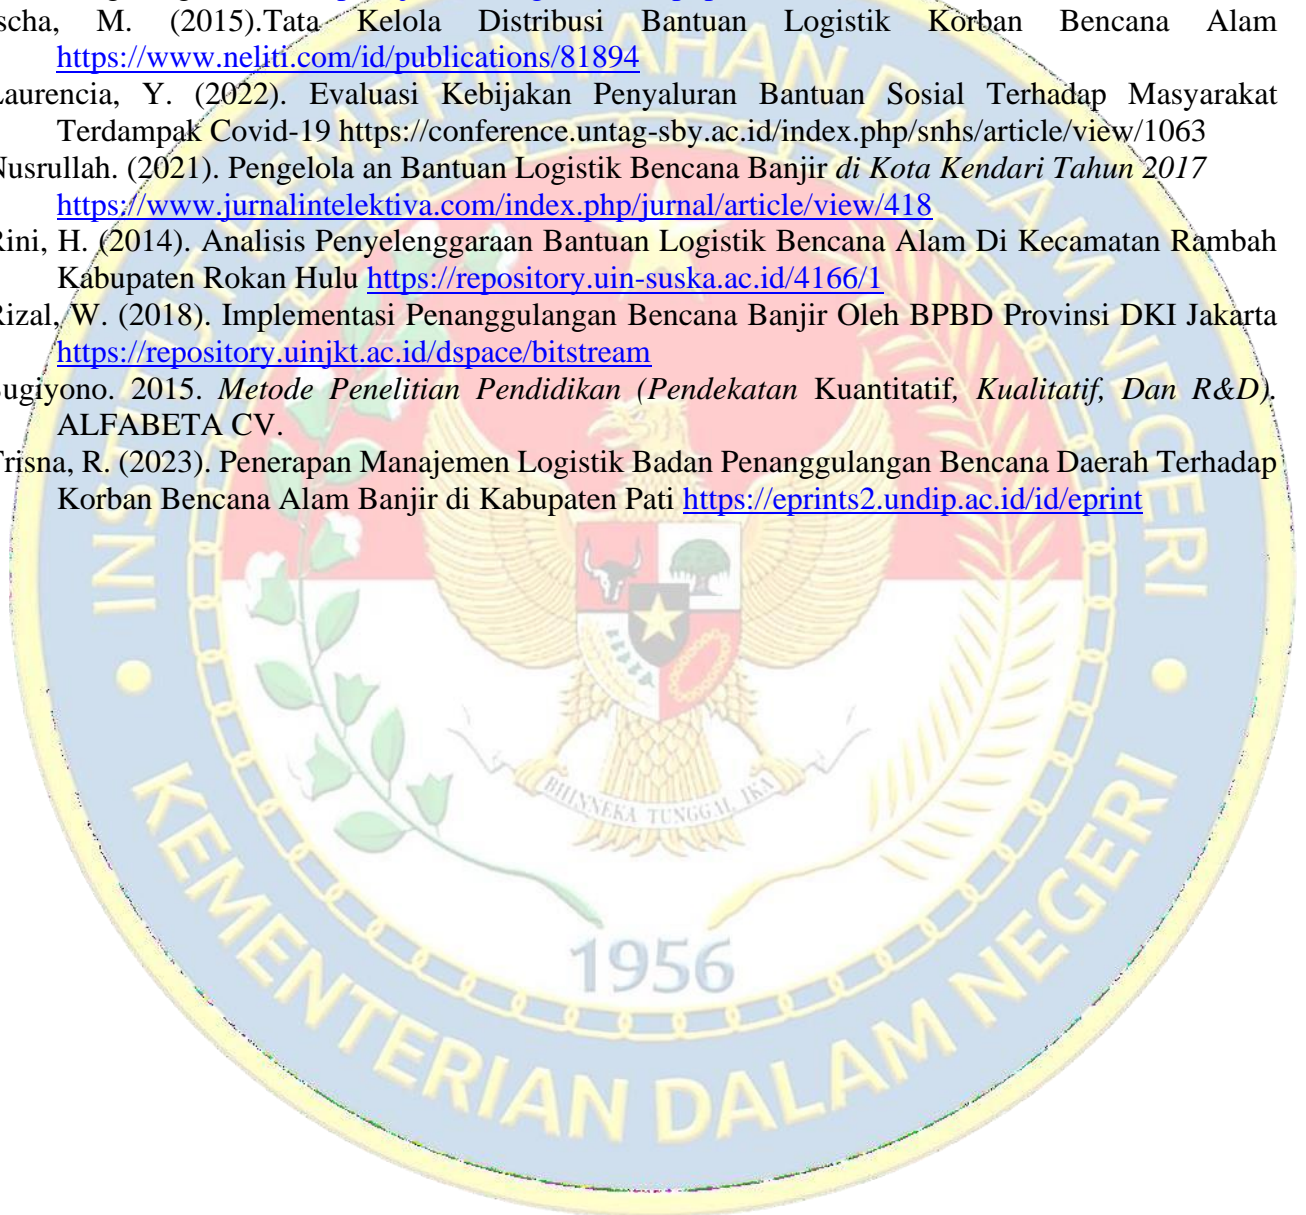 scha, M. (2015).Tata Kelola Distribusi Bantuan Logistik Korban Bencana Alam
https://www.neliti.com/id/publications/81894
Laurencia, Y. (2022). Evaluasi Kebijakan Penyaluran Bantuan Sosial Terhadap Masyarakat
Terdampak Covid-19 https://conference.untag-sby.ac.id/index.php/snhs/article/view/1063
Nusrullah. (2021). Pengelola an Bantuan Logistik Bencana Banjir di Kota Kendari Tahun 2017
https://www.jurnalintelektiva.com/index.php/jurnal/article/view/418
Rini, H. (2014). Analisis Penyelenggaraan Bantuan Logistik Bencana Alam Di Kecamatan Rambah
Kabupaten Rokan Hulu https://repository.uin-suska.ac.id/4166/1
Rizal, W. (2018). Implementasi Penanggulangan Bencana Banjir Oleh BPBD Provinsi DKI Jakarta
https://repository.uinjkt.ac.id/dspace/bitstream
Sugiyono. 2015. Metode Penelitian Pendidikan (Pendekatan Kuantitatif, Kualitatif, Dan R&D).
ALFABETA CV.
Trisna, R. (2023). Penerapan Manajemen Logistik Badan Penanggulangan Bencana Daerah Terhadap
Korban Bencana Alam Banjir di Kabupaten Pati https://eprints2.undip.ac.id/id/eprint
INSTITUT PEMERINTAHAN DALAM NEGERI
BHINNEKA TUNGGAL IKA
1956
KEMENTERIAN DALAM NEGERI